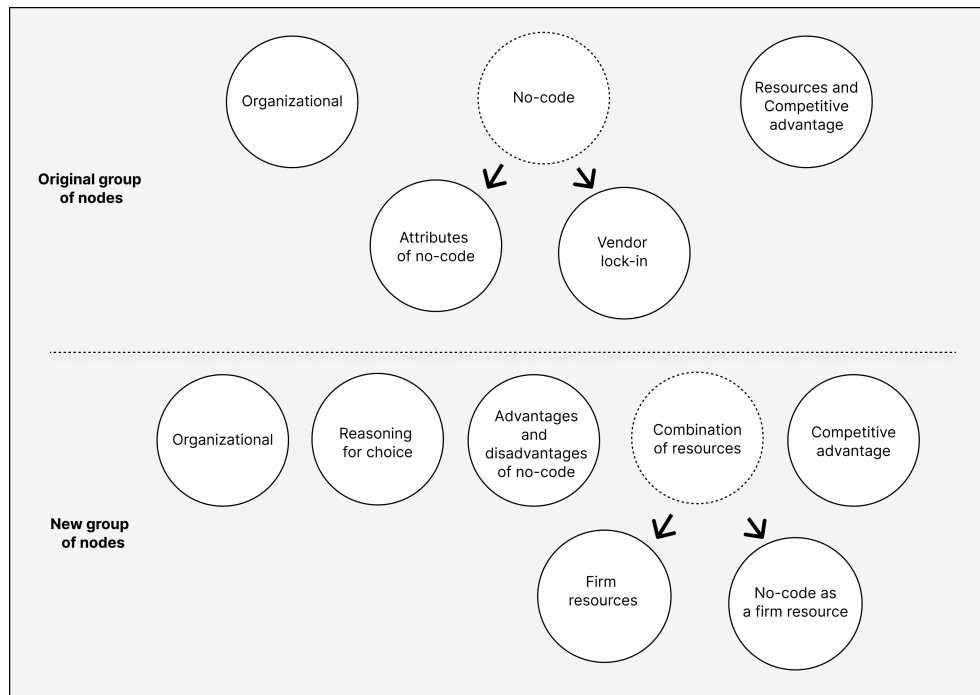 Organizational
No-code
Resources and
Competitive
advantage
Original group
of nodes
Attributes
of no-code
Vendor
lock-in
Organizational
Reasoning
for choice
Advantages
and
disadvantages
of no-code
Combination
of resources
Competitive
advantage
New group
of nodes
Firm
resources
No-code as
a firm resource